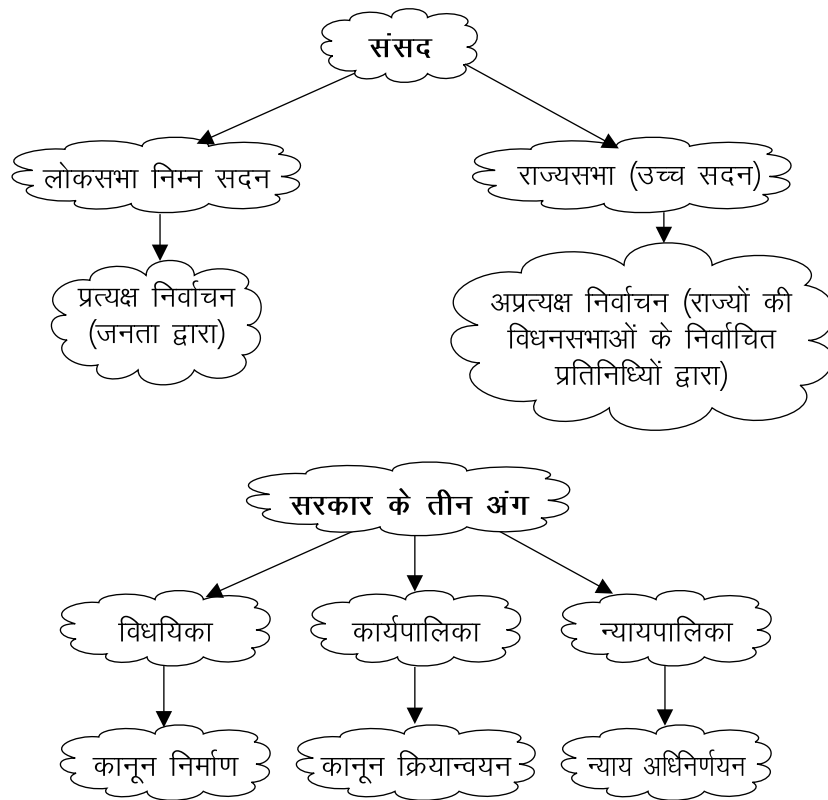 संसद
लोकसभा निम्न सदन
राज्यसभा (उच्च सदन)
प्रत्यक्ष निर्वाचन
(जनता द्वारा)
अप्रत्यक्ष निर्वाचन (राज्यों की
विधनसभाओं के निर्वाचित
प्रतिनिध्यिों द्वारा)
सरकार के तीन अंग
विधयिका
कार्यपालिका
न्यायपालिका
कानून निर्माण
कानून क्रियान्वयन
न्याय अधिनिर्णयन